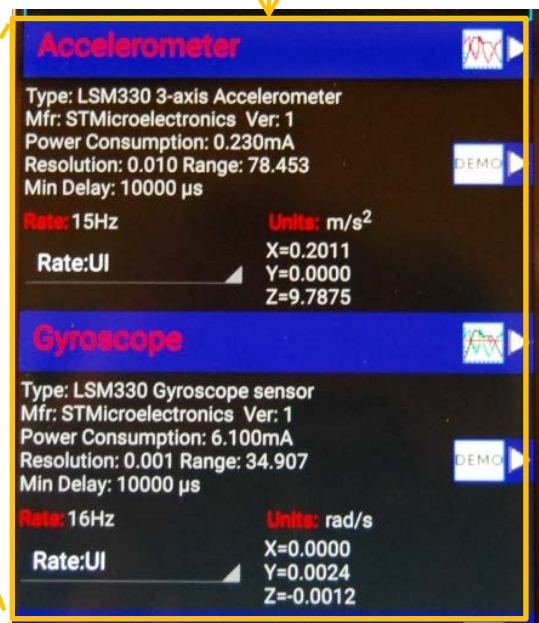 Accelerometer
Type: LSM330 3-axis Accelerometer
Mfr: STMicroelectronics Ver: 1
Power Consumption: 0.230mA
Resolution: 0.010 Range: 78.453
DEMO
Min Delay: 10000 µs
Rate: 15Hz Units: m/s²
Rate:UI
X=0.2011
Y=0.0000
Z=9.7875
Gyroscope
Type: LSM330 Gyroscope sensor
Mfr: STMicroelectronics Ver: 1
Power Consumption: 6.100mA
Resolution: 0.001 Range: 34.907
DEMO
Min Delay: 10000 µs
Rate: 16Hz Units: rad/s
Rate:UI
X=0.0000
Y=0.0024
Z=-0.0012